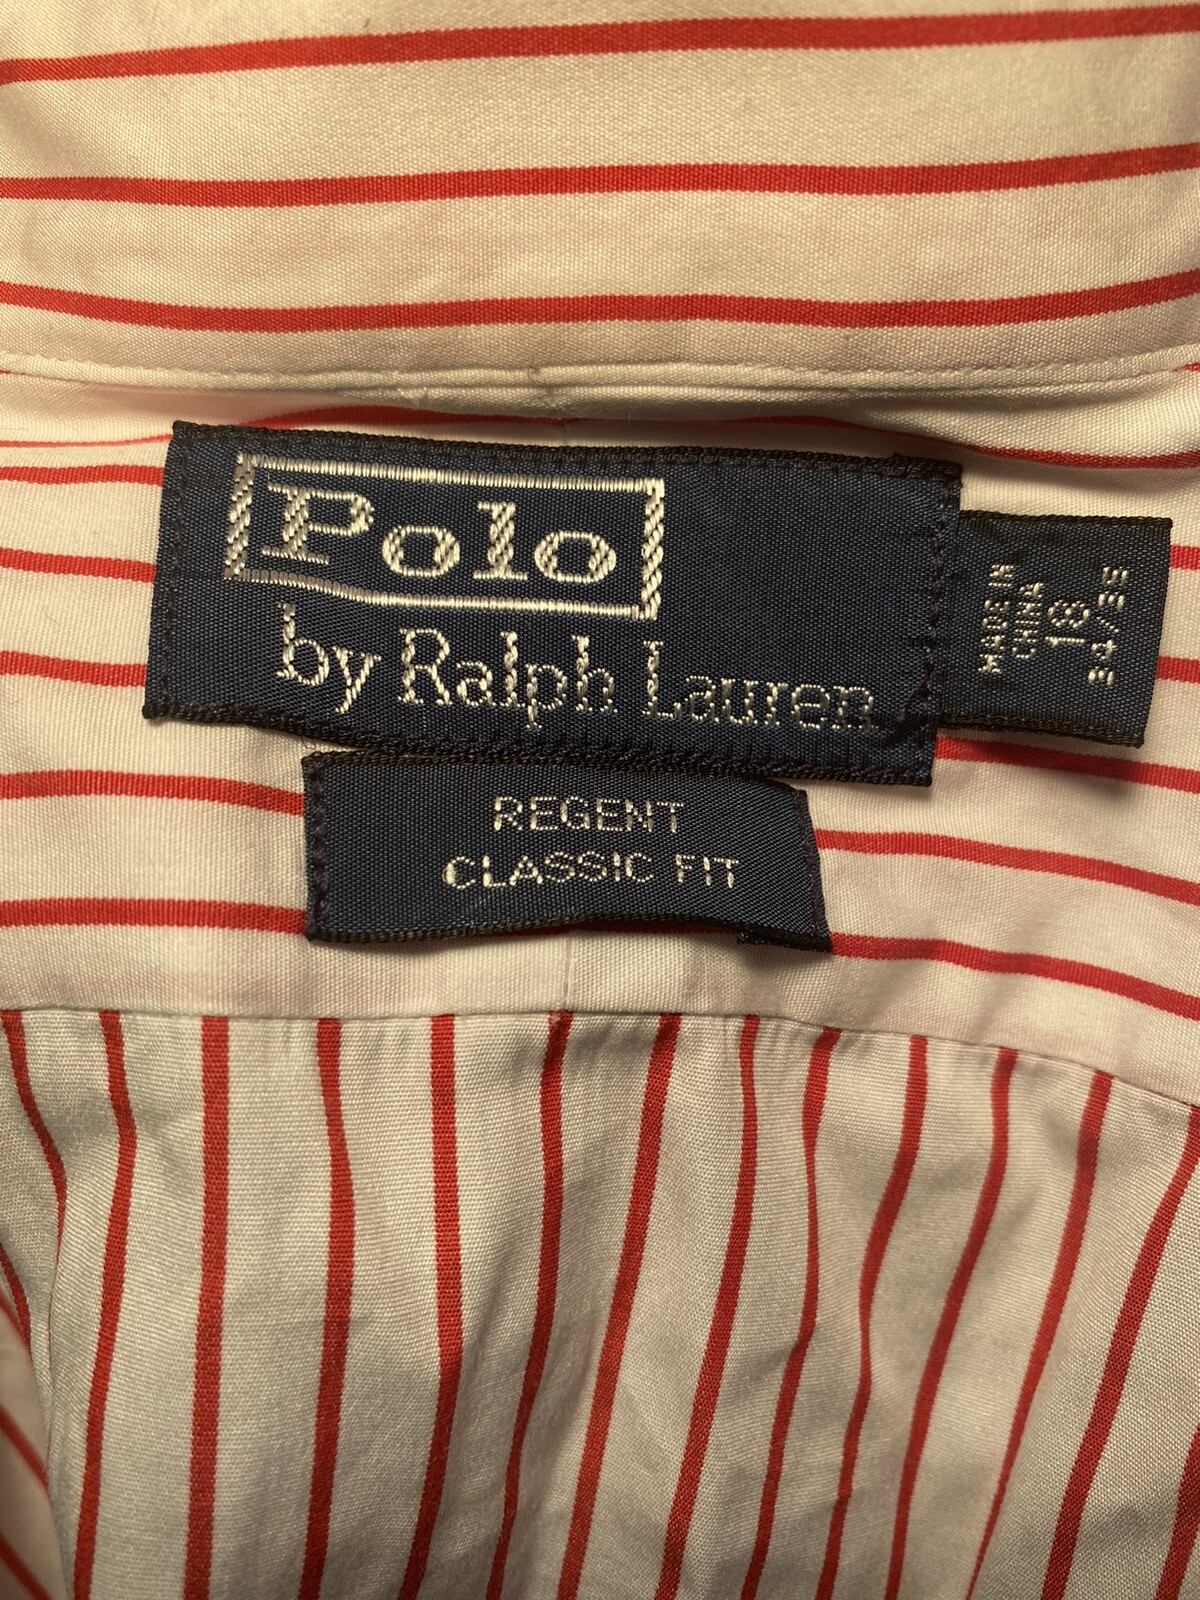 Polo
by Ralph Lauren
MADE IN
CHINA
18
34/35
REGENT
CLASSIC FIT